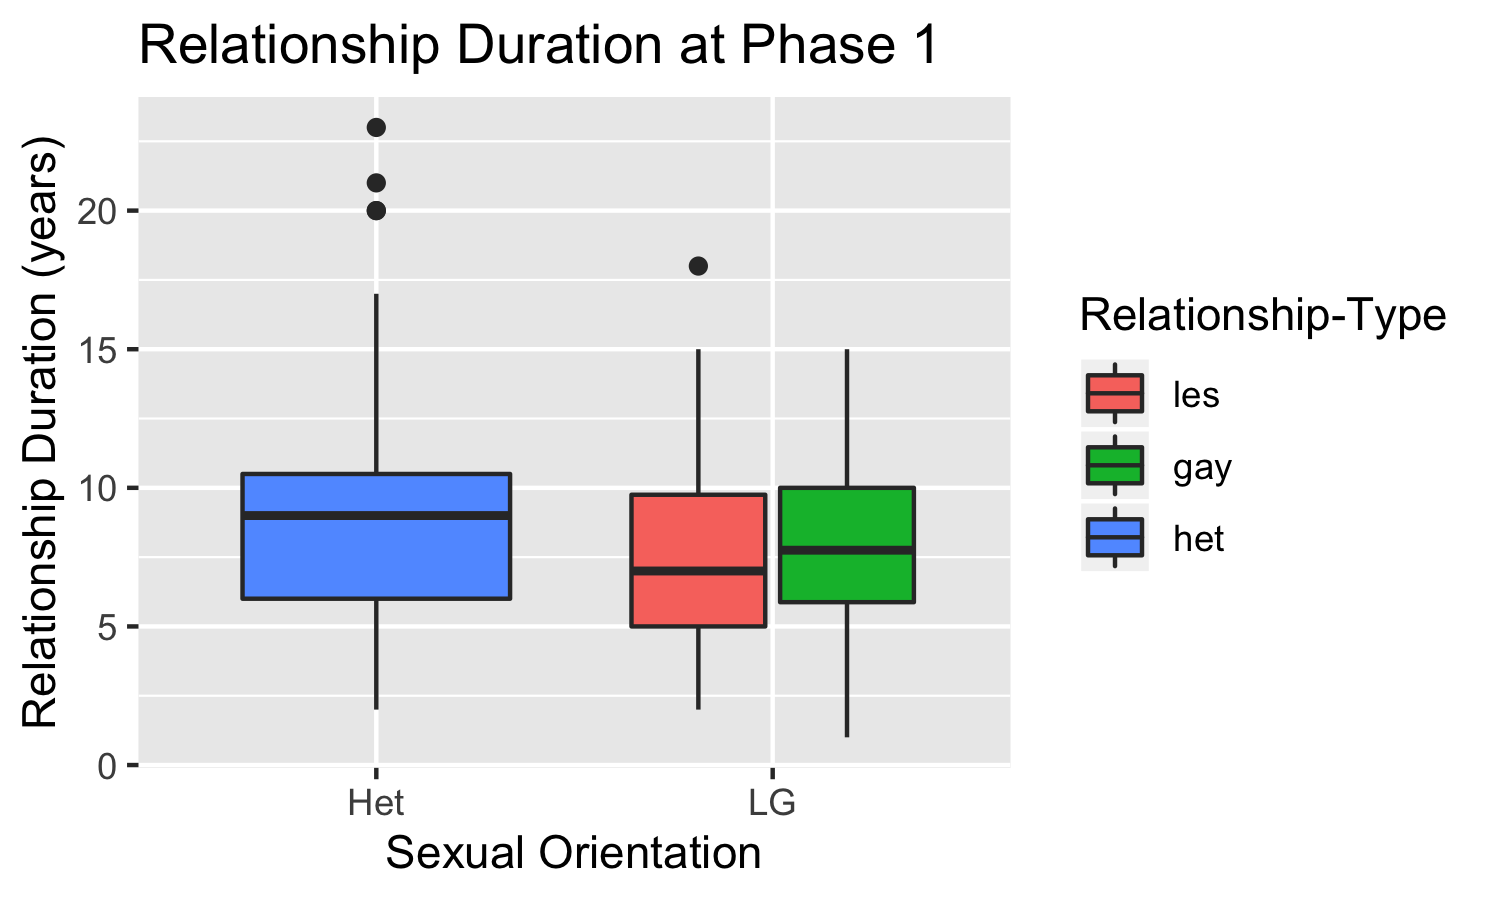 Relationship Duration at Phase 1
Relationship Duration (years)
20
15
10
5
0
Het
LG
Sexual Orientation
Relationship-Type
les
gay
het